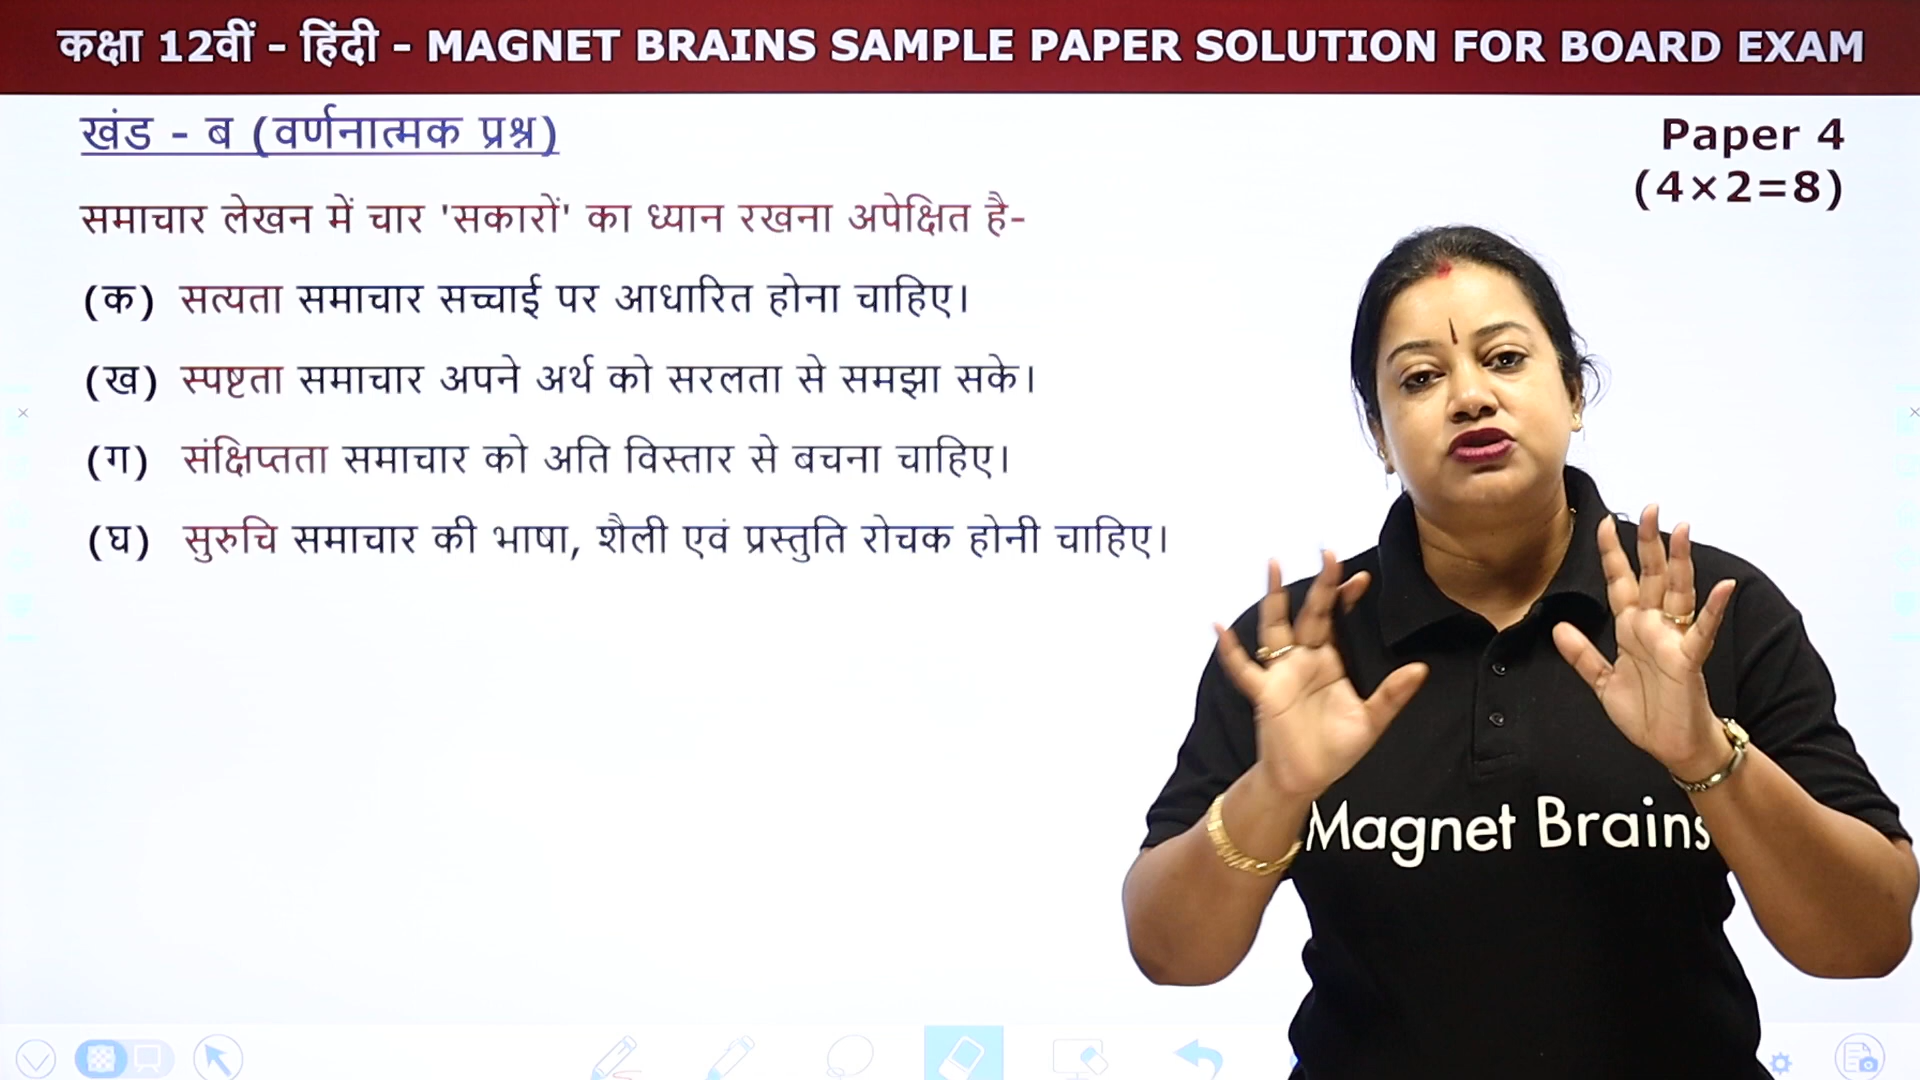 कक्षा 12वीं - हिंदी - MAGNET BRAINS SAMPLE PAPER SOLUTION FOR BOARD EXAM
खंड - ब (वर्णनात्मक प्रश्न)
Paper 4
(4×2=8)
समाचार लेखन में चार 'सकारों' का ध्यान रखना अपेक्षित है-
(क) सत्यता समाचार सच्चाई पर आधारित होना चाहिए।
(ख) स्पष्टता समाचार अपने अर्थ को सरलता से समझा सके।
(ग) संक्षिप्तता समाचार को अति विस्तार से बचना चाहिए।
(घ) सुरुचि समाचार की भाषा, शैली एवं प्रस्तुति रोचक होनी चाहिए।
Magnet Brains